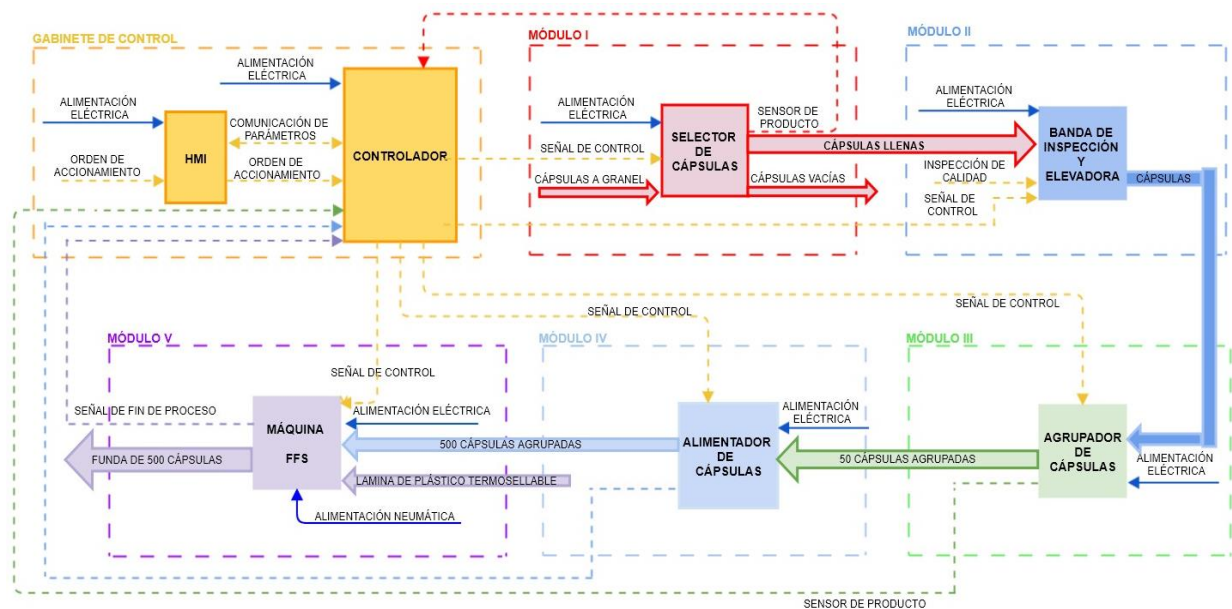 GABINETE DE CONTROL
ALIMENTACIÓN
ELÉCTRICA
ALIMENTACIÓN
ELÉCTRICA
COMUNICACIÓN DE
PARÁMETROS
HMI
CONTROLADOR
ORDEN DE
ACCIONAMIENTO
ORDEN DE
ACCIONAMIENTO
MÓDULO I
ALIMENTACIÓN
ELÉCTRICA
SENSOR DE
PRODUCTO
SELECTOR
DE
CÁPSULAS
SEÑAL DE CONTROL
CÁPSULAS LLENAS
CÁPSULAS A GRANEL
CÁPSULAS VACÍAS
MÓDULO II
ALIMENTACIÓN
ELÉCTRICA
BANDA DE
INSPECCIÓN
Y
ELEVADORA
INSPECCIÓN DE
CALIDAD
CÁPSULAS
SEÑAL DE
CONTROL
SEÑAL DE CONTROL
SEÑAL DE CONTROL
MÓDULO V
SEÑAL DE CONTROL
SEÑAL DE FIN DE PROCESO
ALIMENTACIÓN ELÉCTRICA
MÁQUINA
FFS
FUNDA DE 500 CÁPSULAS
500 CÁPSULAS AGRUPADAS
LAMINA DE PLÁSTICO TERMOSELLABLE
ALIMENTACIÓN NEUMÁTICA
MÓDULO IV
ALIMENTACIÓN
ELÉCTRICA
ALIMENTADOR
DE
CÁPSULAS
50 CÁPSULAS AGRUPADAS
MÓDULO III
AGRUPADOR
DE
CÁPSULAS
ALIMENTACIÓN
ELÉCTRICA
SENSOR DE PRODUCTO